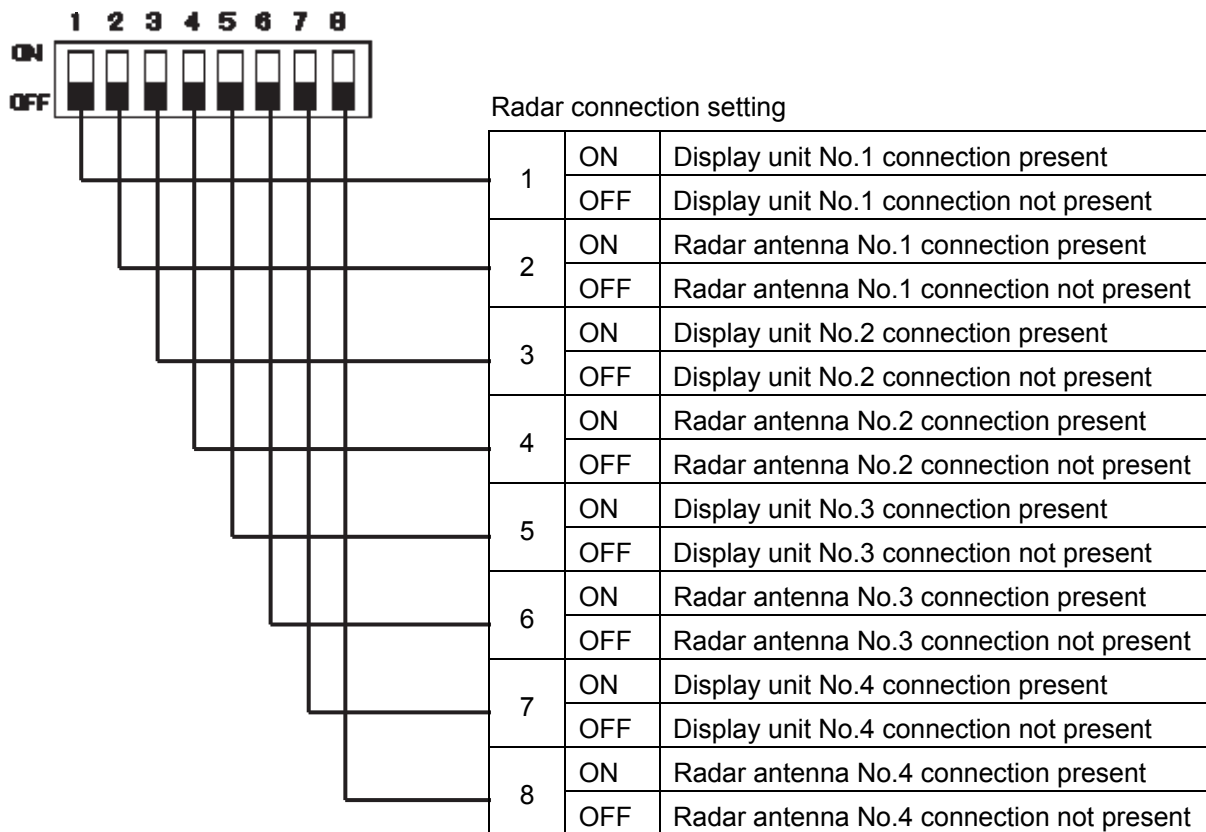 1 2 3 4 5 6 7 8
ON
OFF
Radar connection setting
1 ON Display unit No.1 connection present
OFF Display unit No.1 connection not present
2 ON Radar antenna No.1 connection present
OFF Radar antenna No.1 connection not present
3 ON Display unit No.2 connection present
OFF Display unit No.2 connection not present
4 ON Radar antenna No.2 connection present
OFF Radar antenna No.2 connection not present
5 ON Display unit No.3 connection present
OFF Display unit No.3 connection not present
6 ON Radar antenna No.3 connection present
OFF Radar antenna No.3 connection not present
7 ON Display unit No.4 connection present
OFF Display unit No.4 connection not present
8 ON Radar antenna No.4 connection present
OFF Radar antenna No.4 connection not present